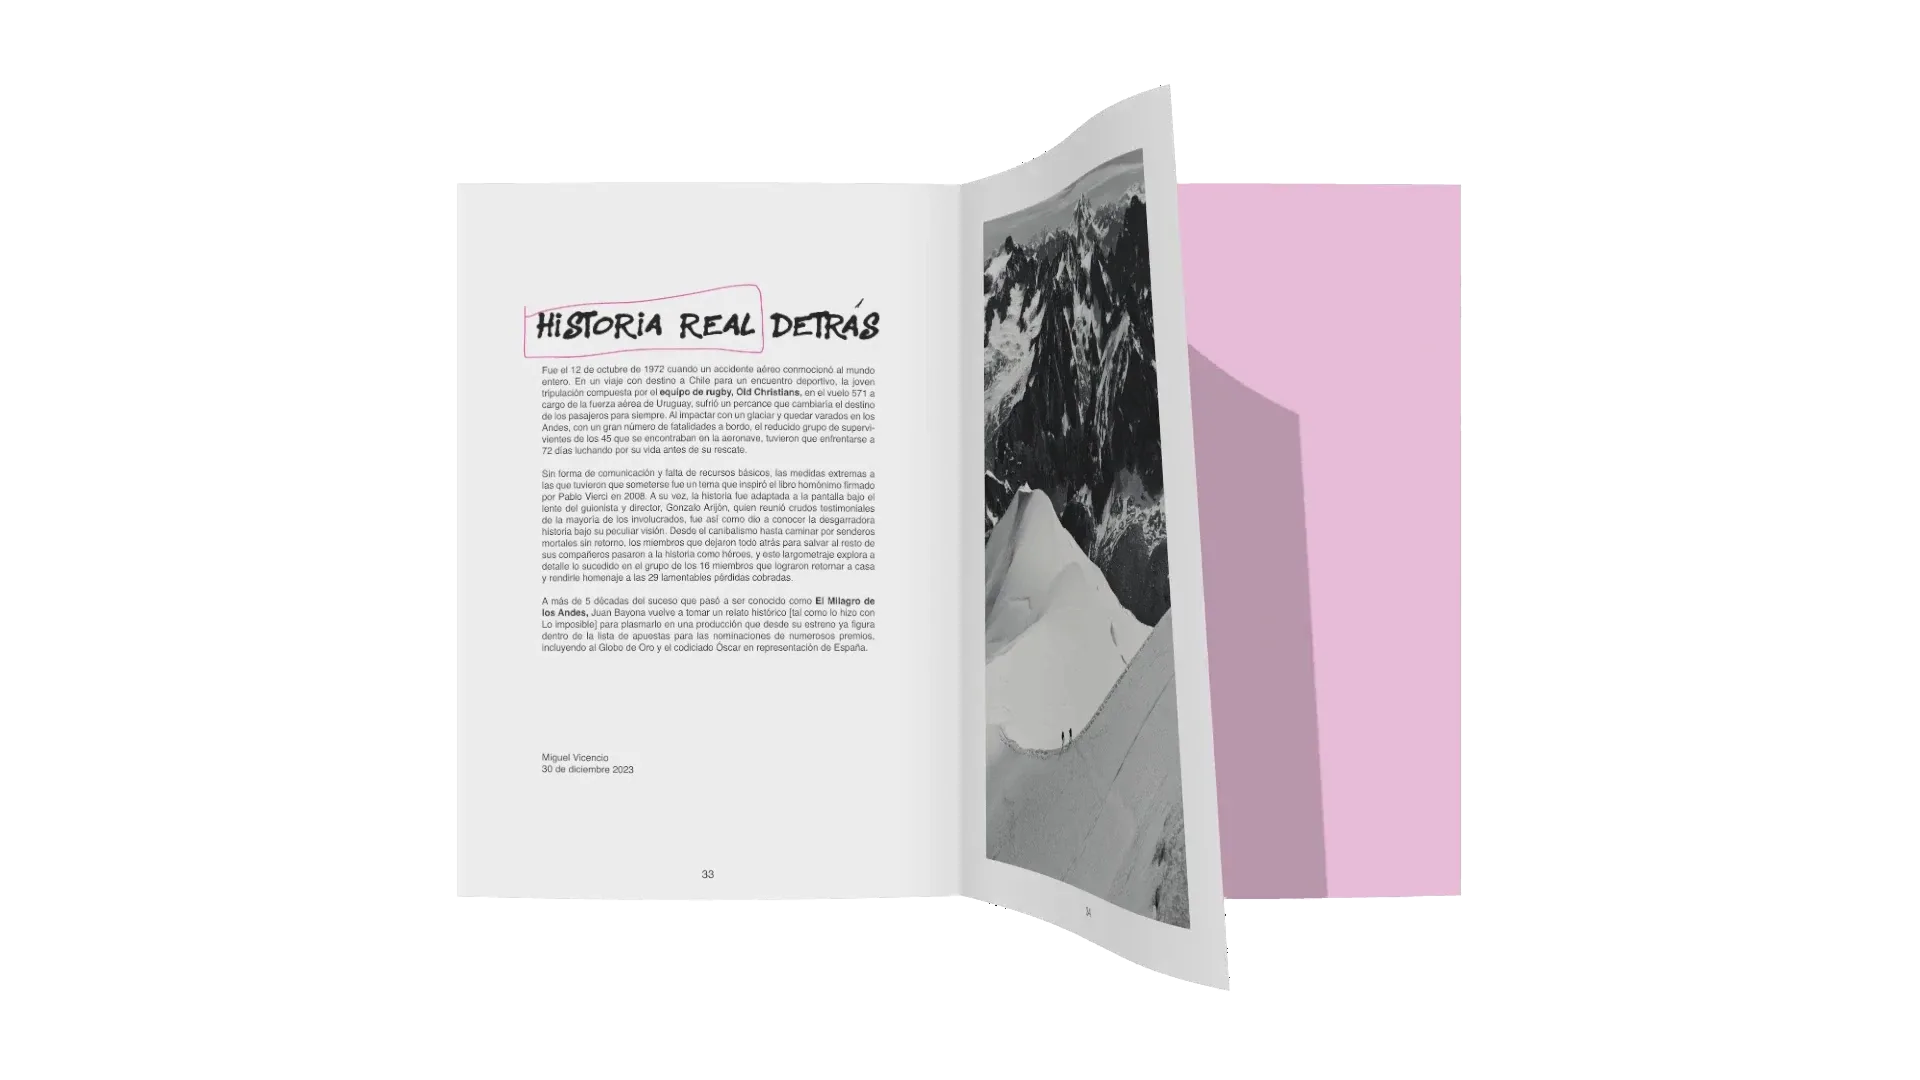 HiSTORiA REAL DETRÁS
Fue el 12 de octubre de 1972 cuando un accidente aéreo conmocionó al mundo
entero. En un viaje con destino a Chile para un encuentro deportivo, la joven
tripulación compuesta por el equipo de rugby, Old Christians, en el vuelo 571 a
cargo de la fuerza aérea de Uruguay, sufrió un percance que cambiaría el destino
de los pasajeros para siempre. Al impactar con un glaciar y quedar varados en los
Andes, con un gran número de fatalidades a bordo, el reducido grupo de supervi-
vientes de los 45 que se encontraban en la aeronave, tuvieron que enfrentarse a
72 días luchando por su vida antes de su rescate.
Sin forma de comunicación y falta de recursos básicos, las medidas extremas a
las que tuvieron que someterse fue un tema que inspiró el libro homónimo firmado
por Pablo Vierci en 2008. A su vez, la historia fue adaptada a la pantalla bajo el
lente del guionista y director, Gonzalo Arijón, quien reunió crudos testimoniales
de la mayoría de los involucrados, fue así como dio a conocer la desgarradora
historia bajo su peculiar visión. Desde el canibalismo hasta caminar por senderos
mortales sin retorno, los miembros que dejaron todo atrás para salvar al resto de
sus compañeros pasaron a la historia como héroes, y este largometraje explora a
detalle lo sucedido en el grupo de los 16 miembros que lograron retornar a casa
y rendirle homenaje a las 29 lamentables pérdidas cobradas.
A más de 5 décadas del suceso que pasó a ser conocido como El Milagro de
los Andes, Juan Bayona vuelve a tomar un relato histórico [tal como lo hizo con
Lo imposible] para plasmarlo en una producción que desde su estreno ya figura
dentro de la lista de apuestas para las nominaciones de numerosos premios,
incluyendo al Globo de Oro y el codiciado Óscar en representación de España.
Miguel Vicencio
30 de diciembre 2023
33
34